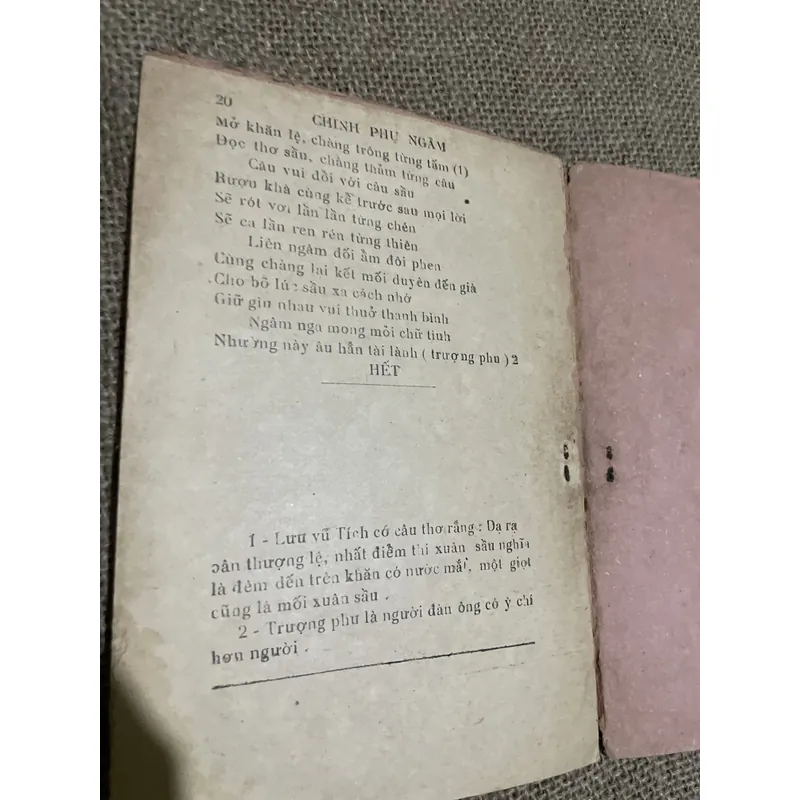 20 CHINH PHỤ NGÂM
Mở khăn lệ, chàng trông từng tấm (1)
Đọc thơ sầu, chàng thẩm từng câu
Câu vui đổi với câu sầu
Rượu khà cùng kể trước sau mọi lời
Sẽ rót vơi lần lần từng chén
Sẽ ca lần ren rén từng thiên
Liên ngâm đối ẩm đòi phen
Cùng chàng lại kết mối duyên đến già
Cho bõ lúc sầu xa cách nhớ
Giữ gìn nhau vui thuở thanh bình
Ngâm nga mong mỏi chữ tình
Nhường này âu hẳn tài lành ( trượng phu ) 2
HẾT
1 - Lưu vũ Tích có câu thơ rằng : Dạ rạ
bân thượng lệ, nhất điểm thi xuân sầu nghĩa
là đêm đến trên khăn có nước mắt, một giọt
cũng là mối xuân sầu .
2 - Trượng phu là người đàn ông có ý chí
hơn người .